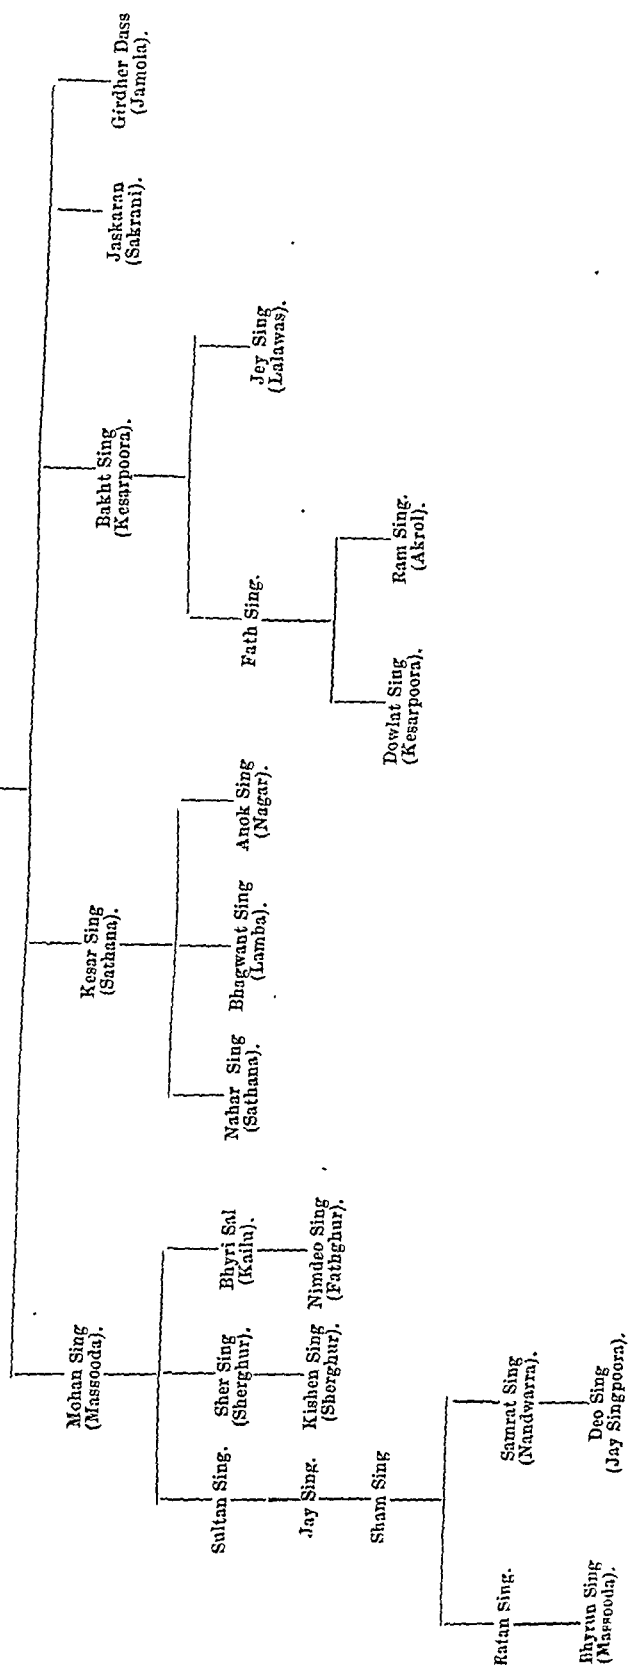 Mohan Sing
(Massooda).
Kesar Sing
(Sathana).
Bakht Sing
(Kesarpoora).
Jaskaran
(Sakrani).
Girdher Dass
(Jamola).
Sultan Sing.
Sher Sing
(Sherghur).
Bhyri Sal
(Kailu).
Nahar Sing
(Sathana).
Bhagwant Sing
(Lamba).
Anok Sing
(Nagar).
Fath Sing.
Jey Sing
(Lalawas).
Jay Sing.
Kishen Sing
(Sherghur).
Nimdeo Sing
(Fathghur).
Sham Sing
Dowlat Sing
(Kesarpoora).
Ram Sing.
(Akrol).
Ratan Sing.
Samrat Sing
(Nandwarra).
Bhyrun Sing
(Massooda).
Deo Sing
(Jay Singpoora).